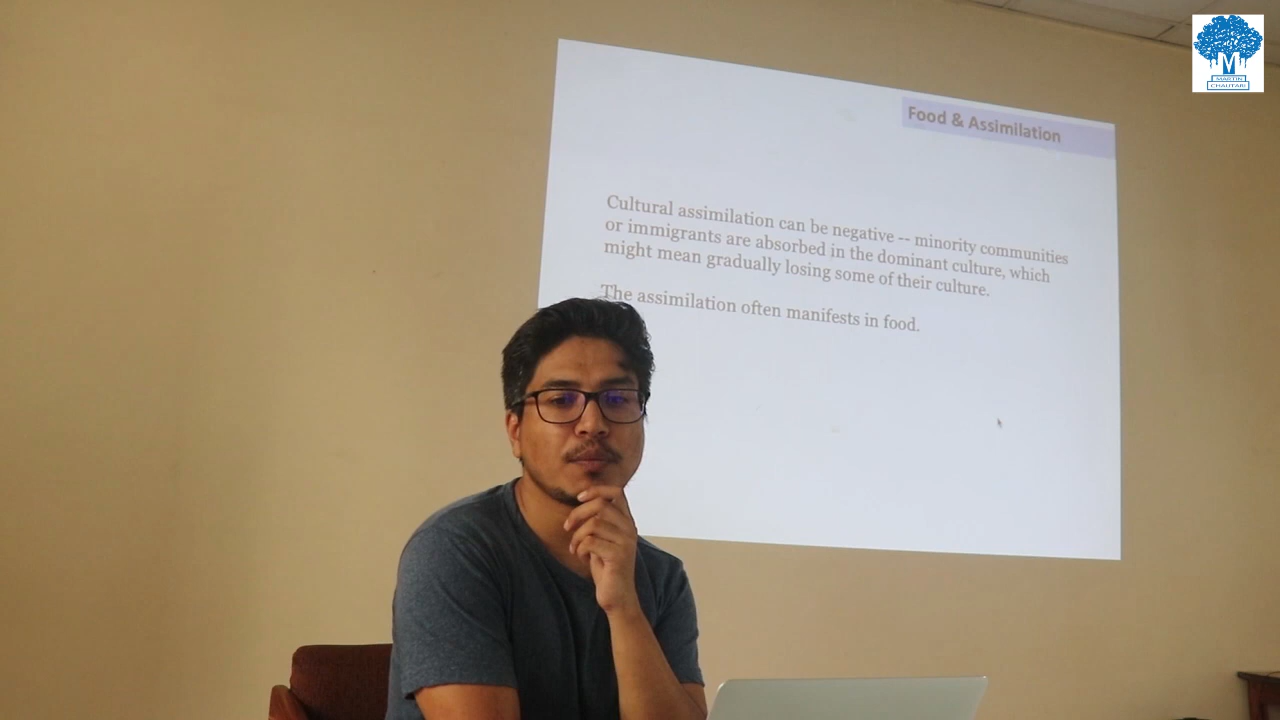 M
MARTIN
CHAUTARI
Food & Assimilation
Cultural assimilation can be negative -- minority communities
or immigrants are absorbed in the dominant culture, which
might mean gradually losing some of their culture.
The assimilation often manifests in food.